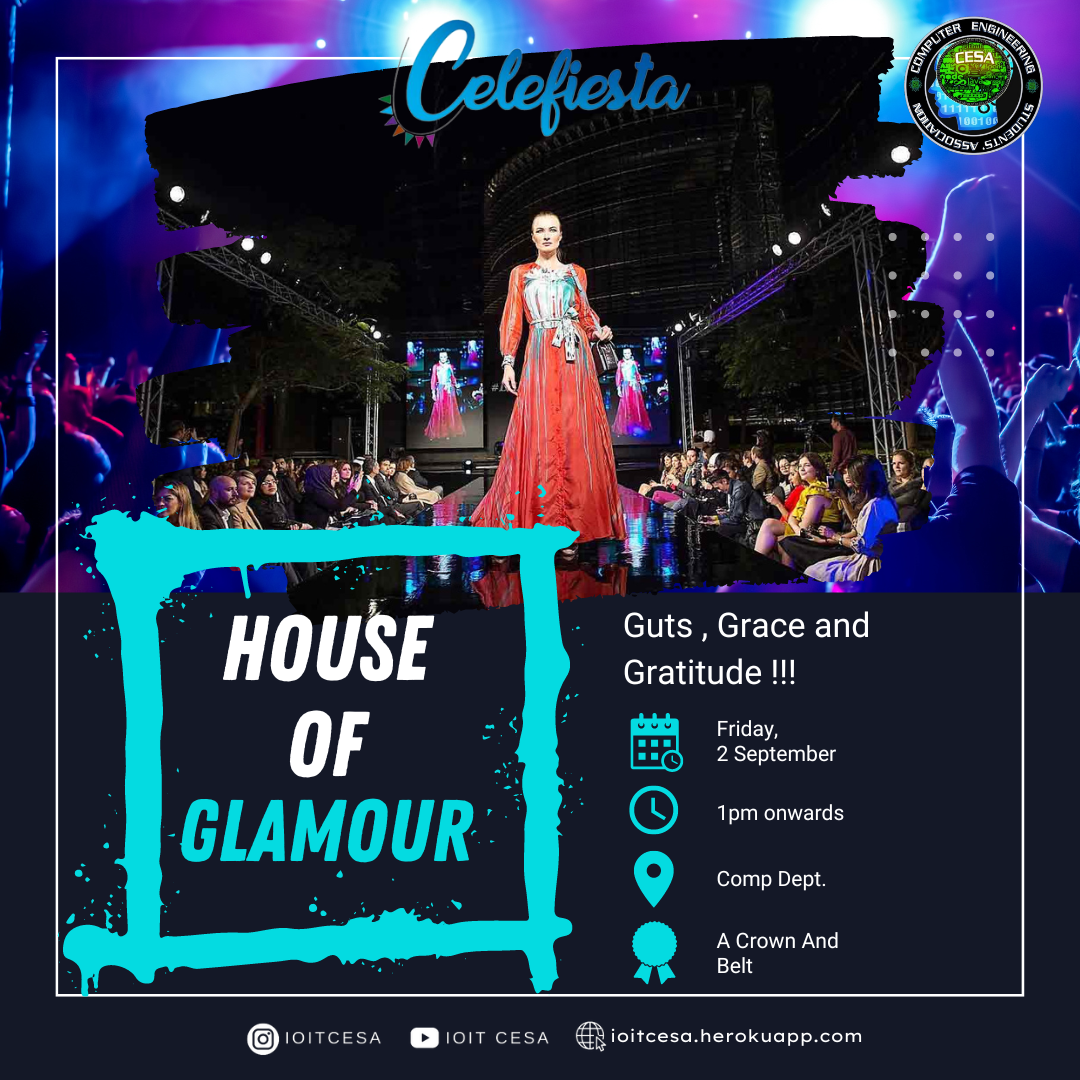 Celefiesta
COMPUTER ENGINEERING
STUDENTS' ASSOCIATION
CESA
HOUSE
OF
GLAMOUR
Guts , Grace and
Gratitude !!!
Friday,
2 September
1pm onwards
Comp Dept.
A Crown And
Belt
IOITCESA
IOIT CESA
ioitcesa.herokuapp.com